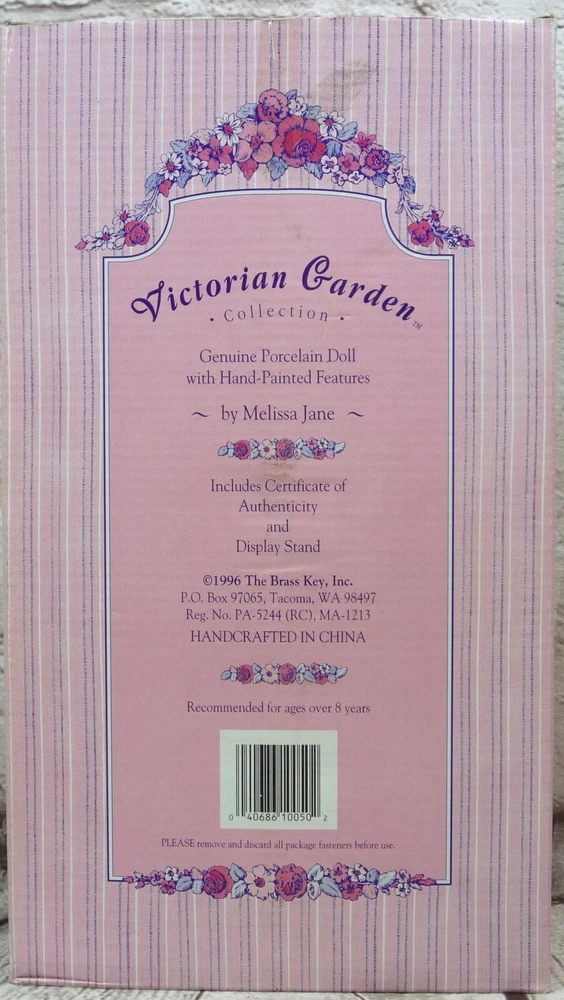 Victorian Garden™
• Collection •
Genuine Porcelain Doll
with Hand-Painted Features
~ by Melissa Jane ~
Includes Certificate of
Authenticity
and
Display Stand
©1996 The Brass Key, Inc.
P.O. Box 97065, Tacoma, WA 98497
Reg. No. PA-5244 (RC), MA-1213
HANDCRAFTED IN CHINA
Recommended for ages over 8 years
0 40686 10050 2
PLEASE remove and discard all package fasteners before use.